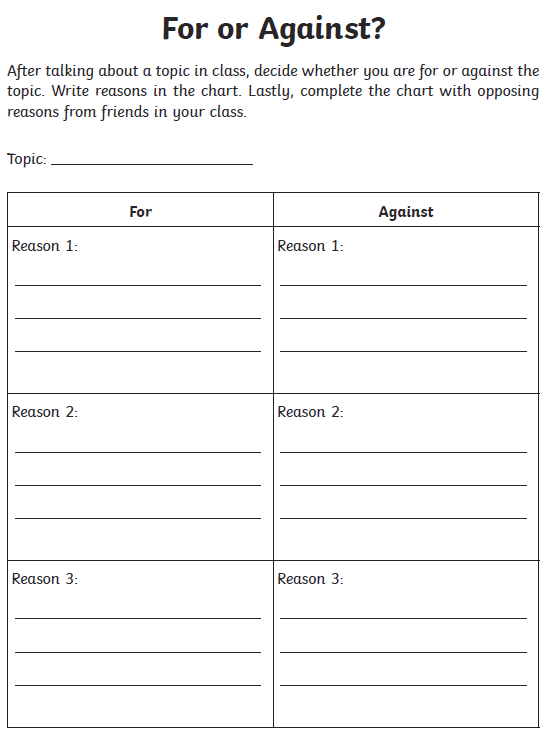 For or Against?
After talking about a topic in class, decide whether you are for or against the
topic. Write reasons in the chart. Lastly, complete the chart with opposing
reasons from friends in your class.
Topic:
For
Against
Reason 1:
Reason 1:
Reason 2:
Reason 2:
Reason 3:
Reason 3: